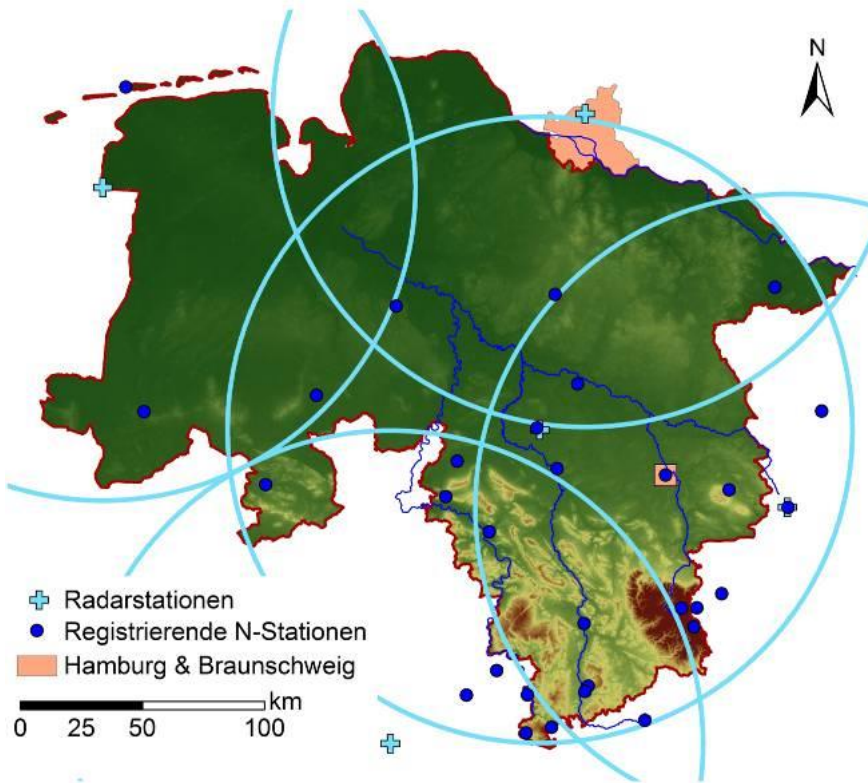 N
Radarstationen
Registrierende N-Stationen
Hamburg & Braunschweig
km
0 25 50 100